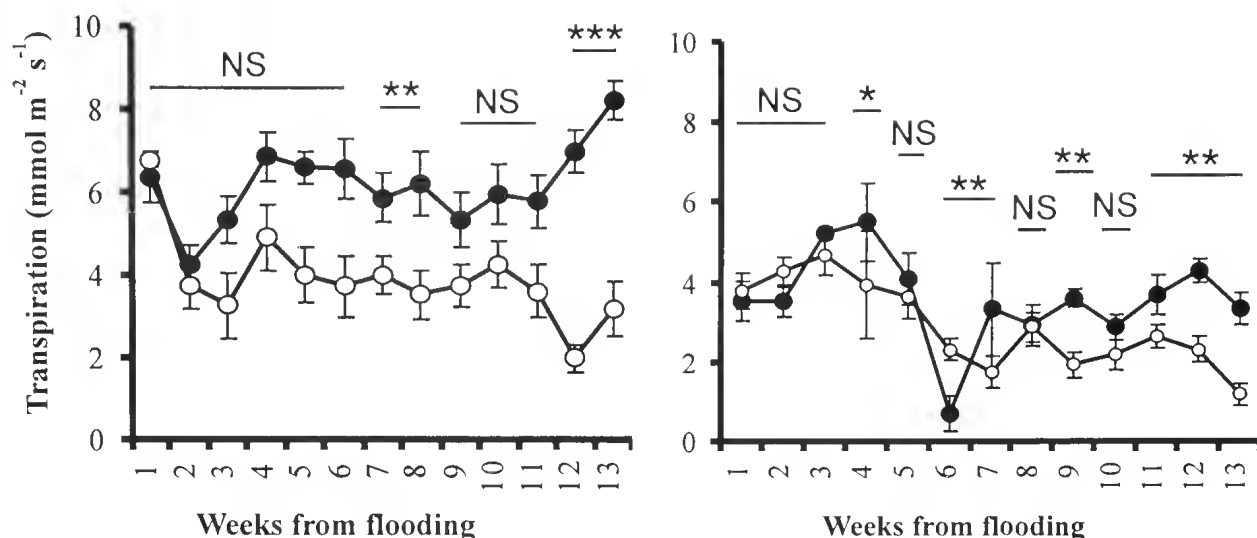 Transpiration (mmol m⁻² s⁻¹)
10
8
6
4
2
0
NS
**
NS
***
1 2 3 4 5 6 7 8 9 10 11 12 13
Weeks from flooding
10
8
6
4
2
0
NS
*
NS
**
NS
**
NS
**
1 2 3 4 5 6 7 8 9 10 11 12 13
Weeks from flooding